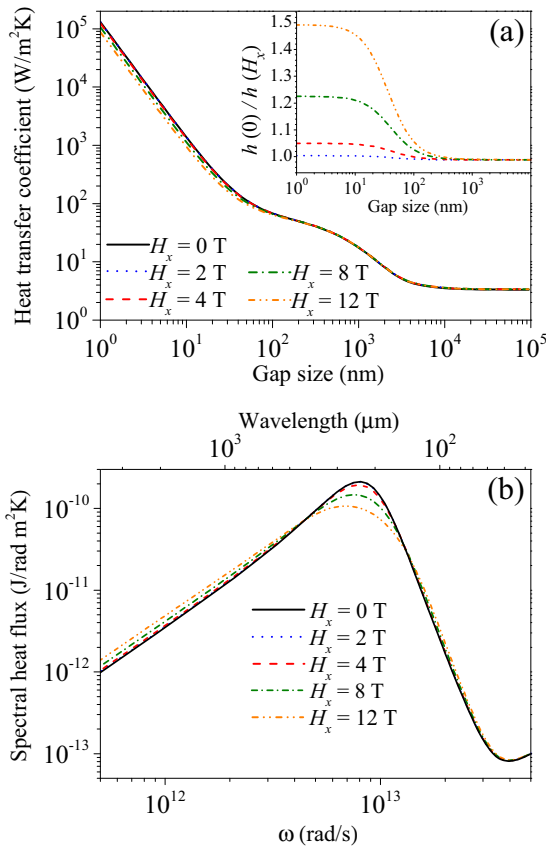 (a)
Heat transfer coefficient (W/m²K)
10⁵
10⁴
10³
10²
10¹
10⁰
10⁰ 10¹ 10² 10³ 10⁴ 10⁵
Gap size (nm)
Hₓ = 0 T
Hₓ = 2 T
Hₓ = 4 T
Hₓ = 8 T
Hₓ = 12 T
h (0) / h (Hₓ)
1.5
1.4
1.3
1.2
1.1
1.0
10⁰ 10¹ 10² 10³ 10⁴
Gap size (nm)
Wavelength (μm)
10³ 10²
(b)
Spectral heat flux (J/rad m²K)
10⁻¹⁰
10⁻¹¹
10⁻¹²
10⁻¹³
Hₓ = 0 T
Hₓ = 2 T
Hₓ = 4 T
Hₓ = 8 T
Hₓ = 12 T
10¹² 10¹³
ω (rad/s)